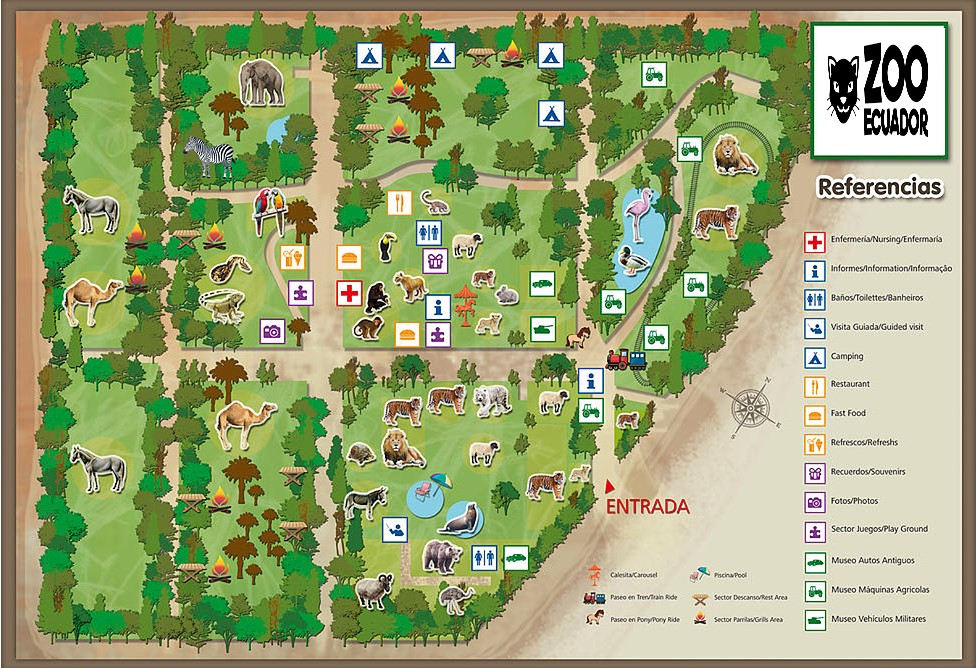 ZOO
ECUADOR
Referencias
Enfermería/Nursing/Enfermaria
Informes/Information/Informação
Baños/Toilettes/Banheiros
Visita Guiada/Guided visit
Camping
Restaurant
Fast Food
Refrescos/Refreshs
Recuerdos/Souvenirs
Fotos/Photos
Sector Juegos/Play Ground
Museo Autos Antiguos
Museo Máquinas Agricolas
Museo Vehículos Militares
N
W
E
S
ENTRADA
Calesita/Carousel
Piscina/Pool
Paseo en Tren/Train Ride
Sector Descanso/Rest Area
Paseo en Pony/Pony Ride
Sector Parrilas/Grills Area